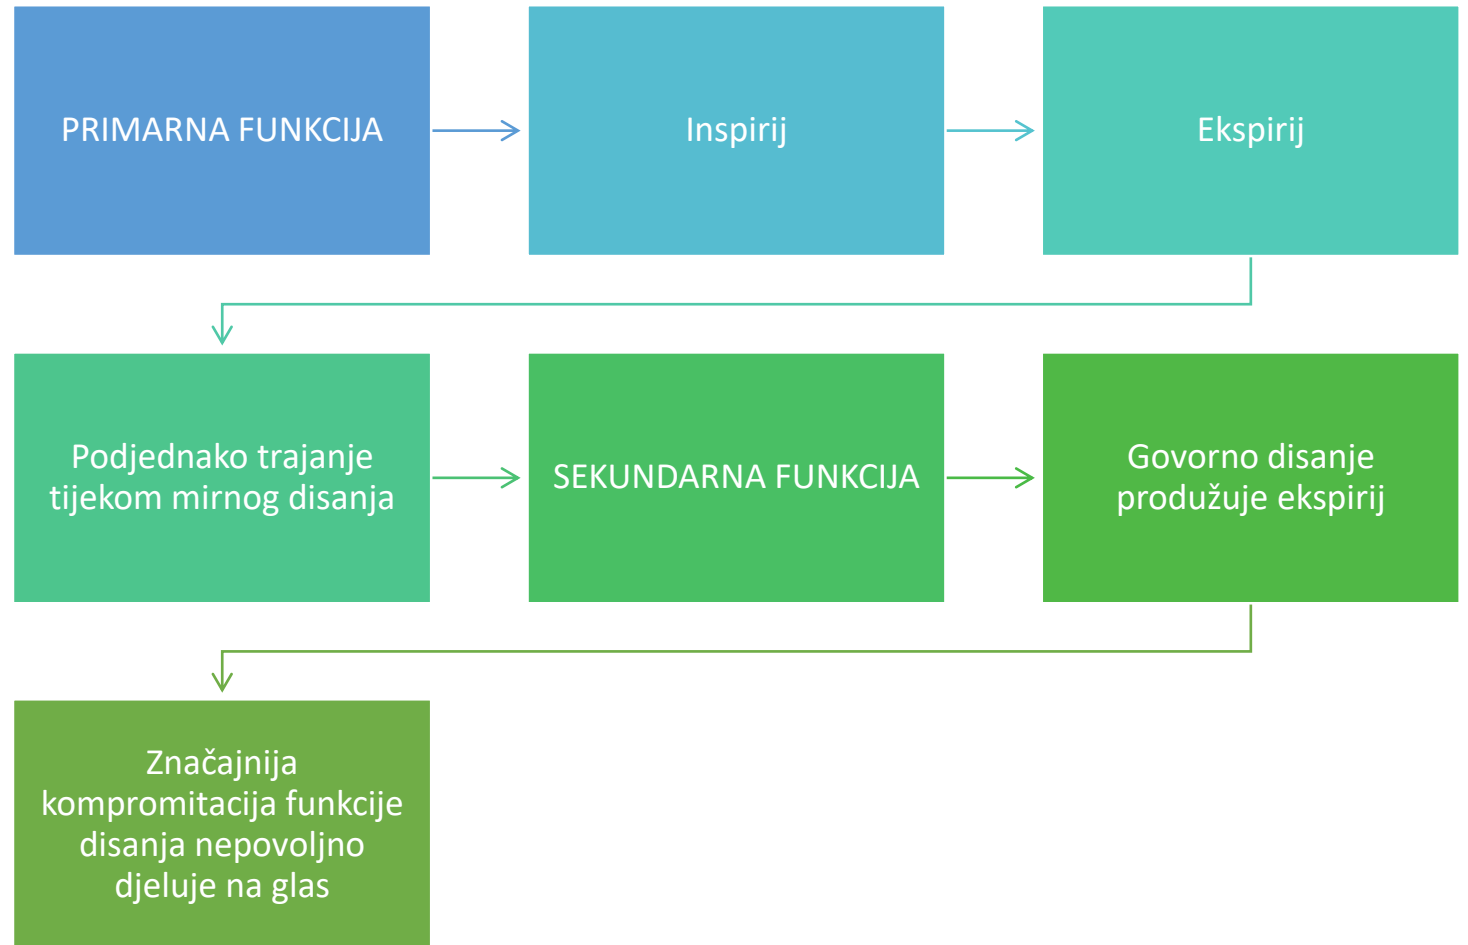 PRIMARNA FUNKCIJA
Inspirij
Ekspirij
Podjednako trajanje
tijekom mirnog disanja
SEKUNDARNA FUNKCIJA
Govorno disanje
produžuje ekspirij
Značajnija
kompromitacija funkcije
disanja nepovoljno
djeluje na glas